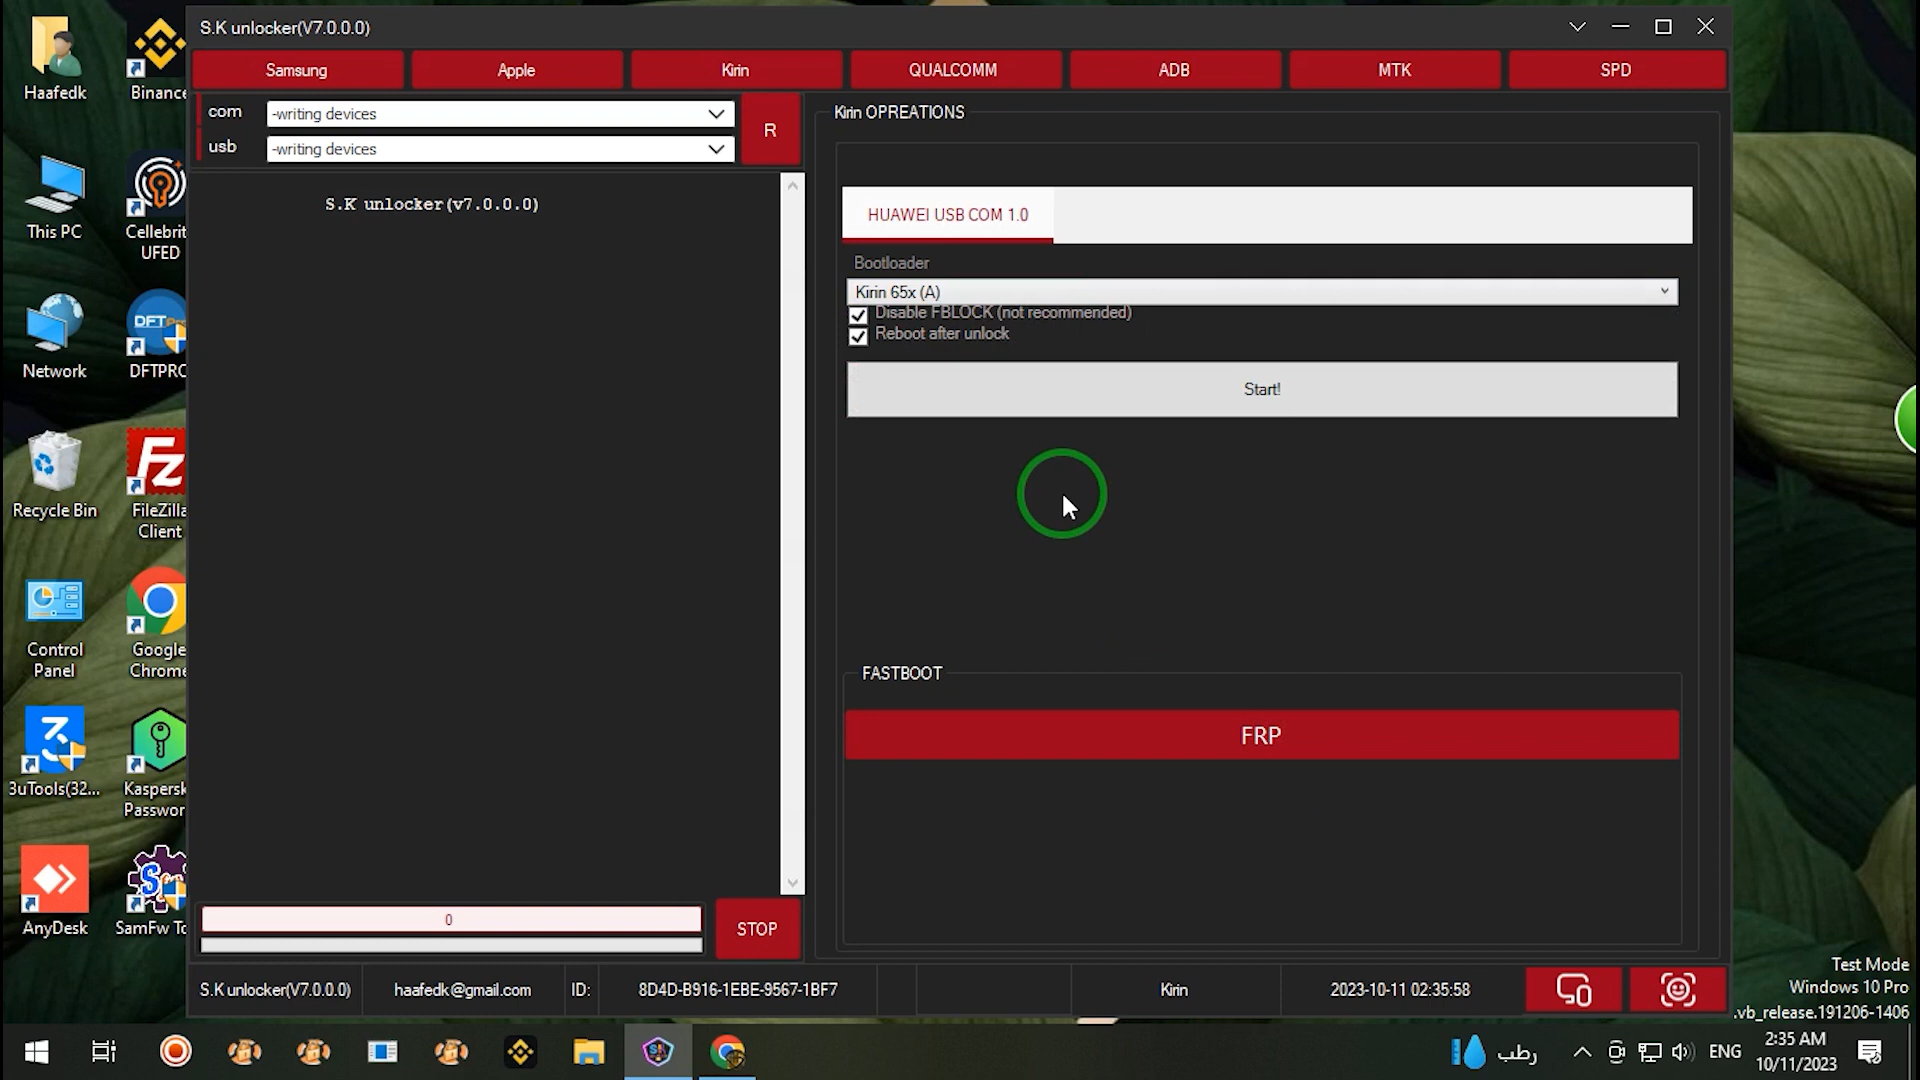 S.K unlocker(V7.0.0.0)
Samsung
Apple
Kirin
QUALCOMM
ADB
MTK
SPD
com
-writing devices
usb
-writing devices
R
S.K unlocker(v7.0.0.0)
Kirin OPREATIONS
HUAWEI USB COM 1.0
Bootloader
Kirin 65x (A)
Disable FBLOCK (not recommended)
Reboot after unlock
Start!
FASTBOOT
FRP
0
STOP
S.K unlocker(V7.0.0.0)
haafedk@gmail.com
ID:
8D4D-B916-1EBE-9567-1BF7
Kirin
2023-10-11 02:35:58
Haafedk
Binance
This PC
Cellebrit
UFED
Network
DFTPRO
Recycle Bin
FileZilla
Client
Control
Panel
Google
Chrome
3uTools(32...
Kaspersk
Passwor
AnyDesk
SamFw To
Test Mode
Windows 10 Pro
.vb_release.191206-1406
رطب
ENG
2:35 AM
10/11/2023